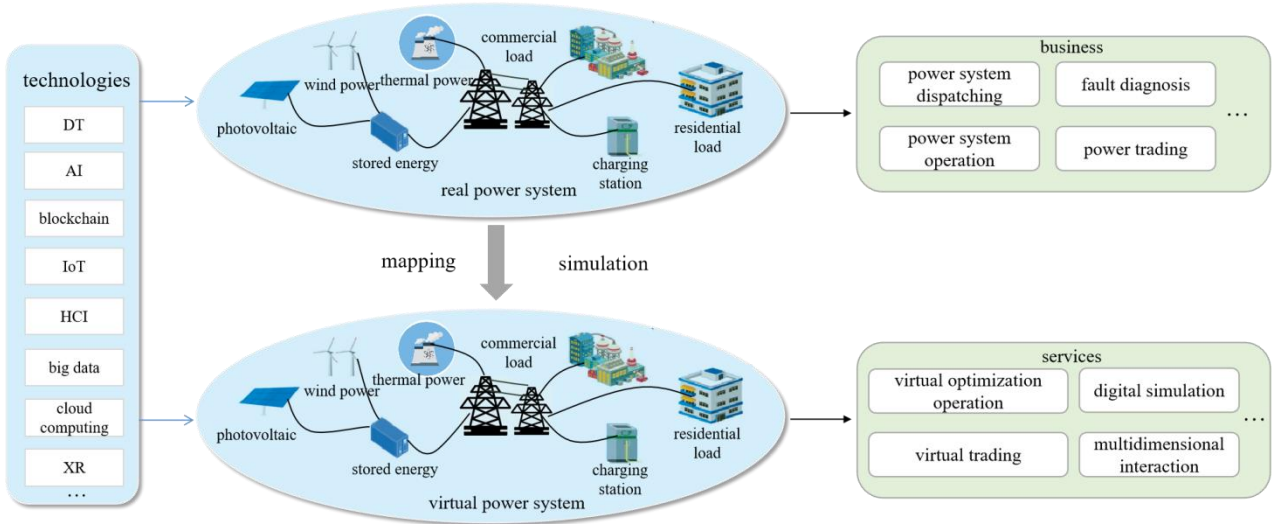 technologies
DT
AI
blockchain
IoT
HCI
big data
cloud
computing
XR
...
wind power
thermal power
commercial
load
photovoltaic
stored energy
charging
station
residential
load
real power system
business
power system
dispatching
fault diagnosis
power system
operation
power trading
...
mapping
simulation
wind power
thermal power
commercial
load
photovoltaic
stored energy
charging
station
residential
load
virtual power system
services
virtual optimization
operation
digital simulation
virtual trading
multidimensional
interaction
...